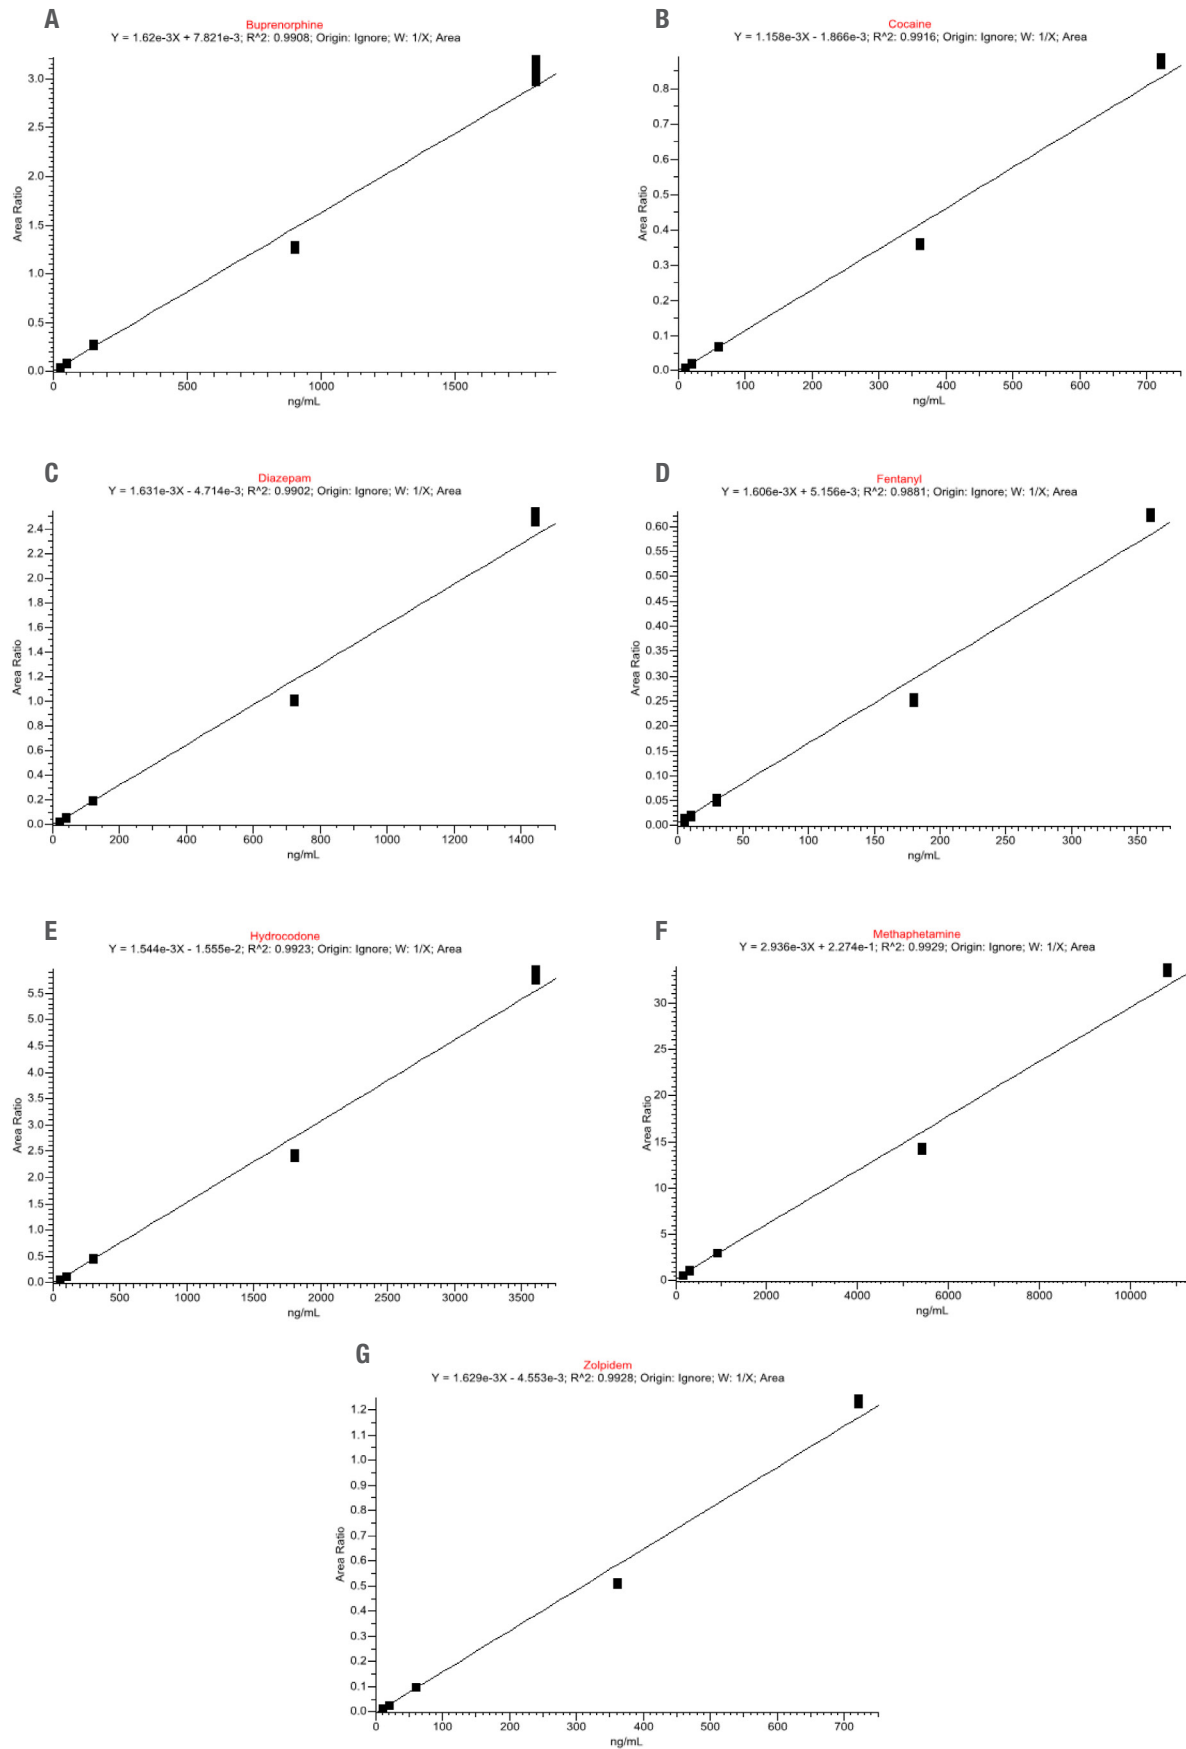 A
Buprenorphine
Y = 1.62e-3X + 7.821e-3; R^2: 0.9908; Origin: Ignore; W: 1/X; Area
Area Ratio
3.0
2.5
2.0
1.5
1.0
0.5
0.0
0 500 1000 1500
ng/mL
B
Cocaine
Y = 1.158e-3X - 1.866e-3; R^2: 0.9916; Origin: Ignore; W: 1/X; Area
Area Ratio
0.8
0.7
0.6
0.5
0.4
0.3
0.2
0.1
0.0
0 100 200 300 400 500 600 700
ng/mL
C
Diazepam
Y = 1.631e-3X - 4.714e-3; R^2: 0.9902; Origin: Ignore; W: 1/X; Area
Area Ratio
2.4
2.2
2.0
1.8
1.6
1.4
1.2
1.0
0.8
0.6
0.4
0.2
0.0
0 200 400 600 800 1000 1200 1400
ng/mL
D
Fentanyl
Y = 1.606e-3X + 5.156e-3; R^2: 0.9881; Origin: Ignore; W: 1/X; Area
Area Ratio
0.60
0.55
0.50
0.45
0.40
0.35
0.30
0.25
0.20
0.15
0.10
0.05
0.00
0 50 100 150 200 250 300 350
ng/mL
E
Hydrocodone
Y = 1.544e-3X - 1.555e-2; R^2: 0.9923; Origin: Ignore; W: 1/X; Area
Area Ratio
5.5
5.0
4.5
4.0
3.5
3.0
2.5
2.0
1.5
1.0
0.5
0.0
0 500 1000 1500 2000 2500 3000 3500
ng/mL
F
Methaphetamine
Y = 2.936e-3X + 2.274e-1; R^2: 0.9929; Origin: Ignore; W: 1/X; Area
Area Ratio
30
25
20
15
10
5
0
0 2000 4000 6000 8000 10000
ng/mL
G
Zolpidem
Y = 1.629e-3X - 4.553e-3; R^2: 0.9928; Origin: Ignore; W: 1/X; Area
Area Ratio
1.2
1.1
1.0
0.9
0.8
0.7
0.6
0.5
0.4
0.3
0.2
0.1
0.0
0 100 200 300 400 500 600 700
ng/mL